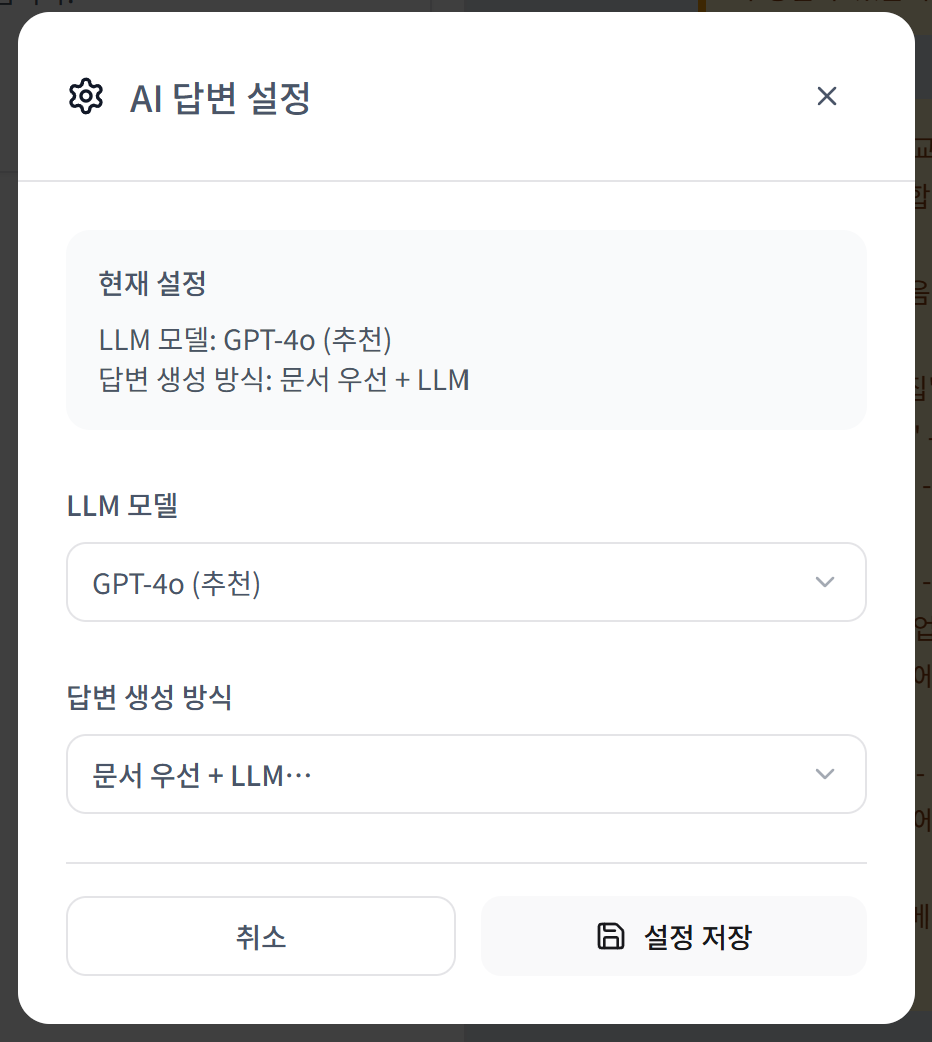 AI 답변 설정
현재 설정
LLM 모델: GPT-4o (추천)
답변 생성 방식: 문서 우선 + LLM
LLM 모델
GPT-4o (추천)
답변 생성 방식
문서 우선 + LLM…
취소
설정 저장